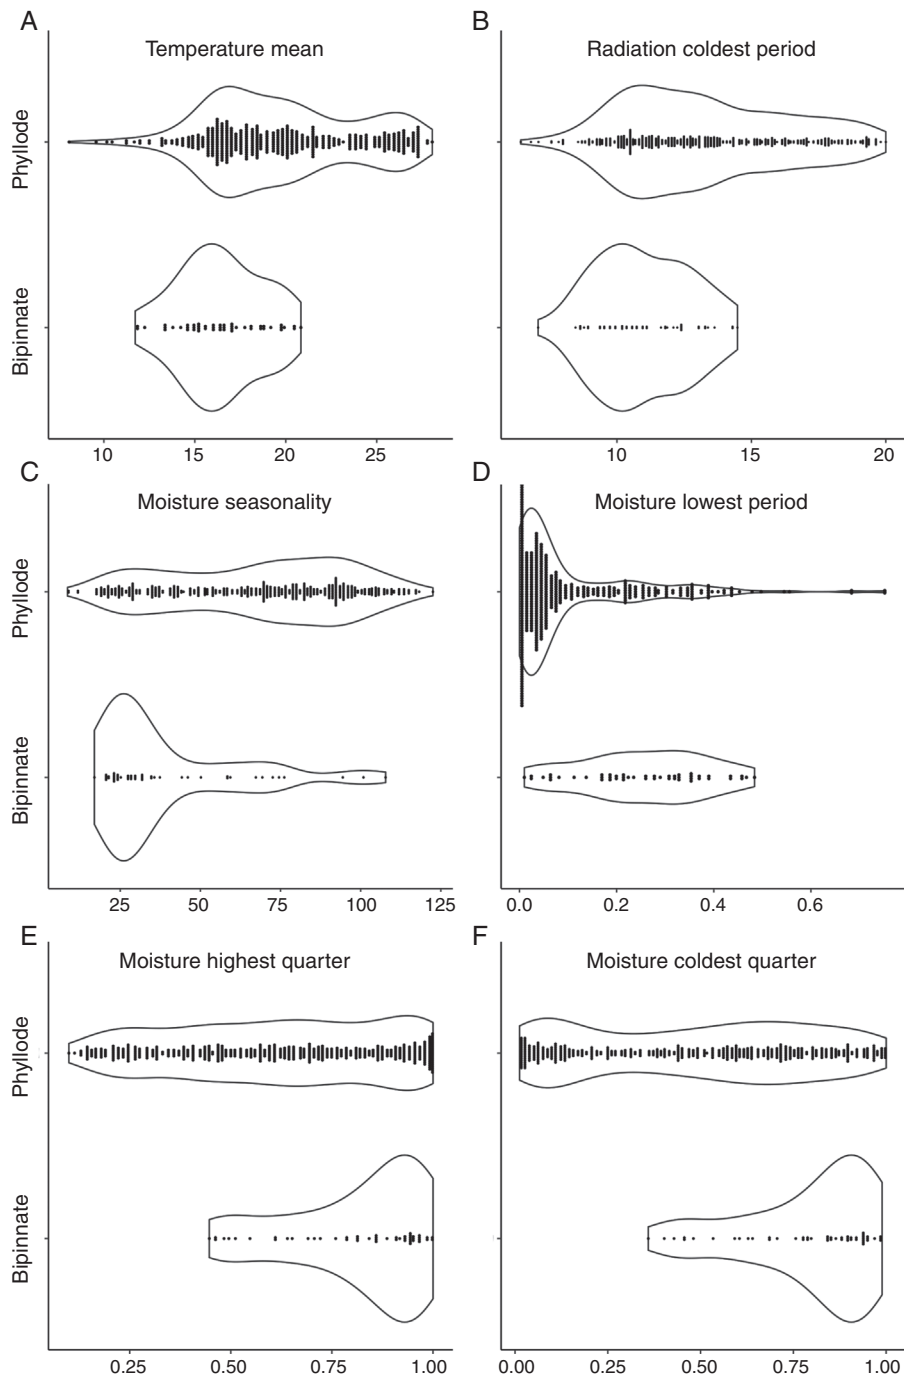 A
Temperature mean
Phyllode
Bipinnate
10 15 20 25
B
Radiation coldest period
10 15 20
C
Moisture seasonality
Phyllode
Bipinnate
25 50 75 100 125
D
Moisture lowest period
0.0 0.2 0.4 0.6
E
Moisture highest quarter
Phyllode
Bipinnate
0.25 0.50 0.75 1.00
F
Moisture coldest quarter
0.00 0.25 0.50 0.75 1.00